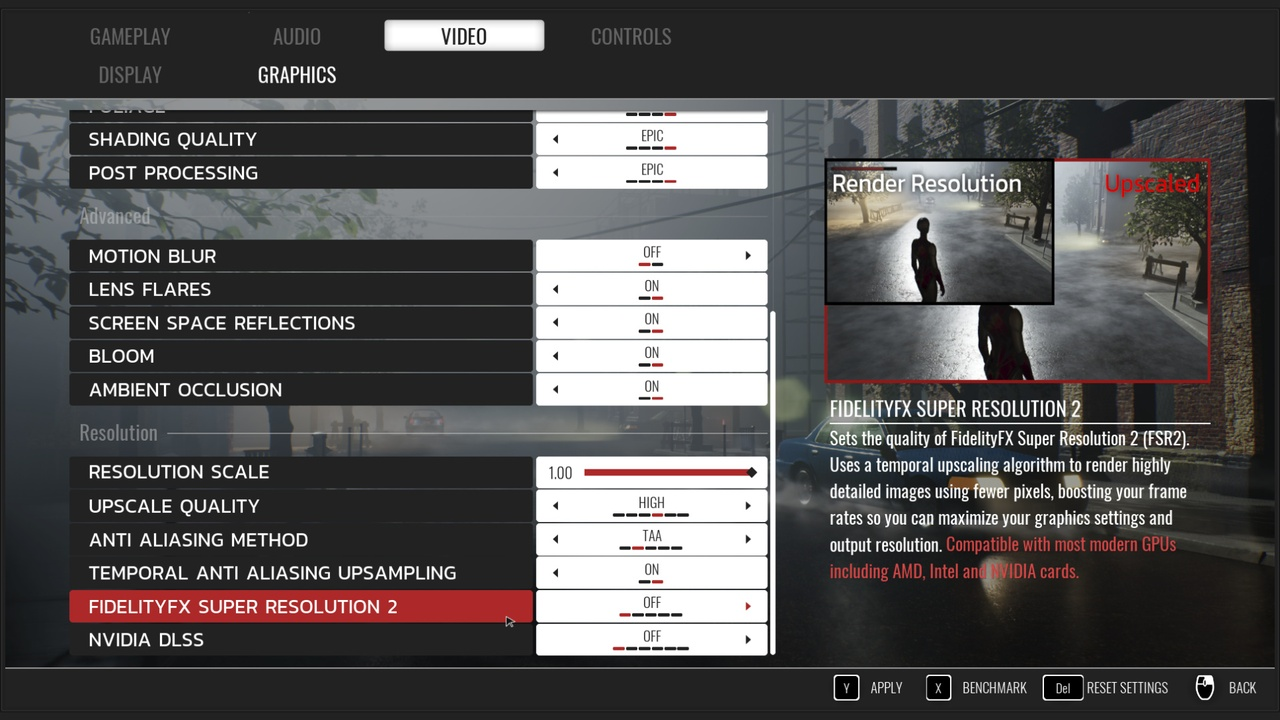 GAMEPLAY
AUDIO
VIDEO
CONTROLS
DISPLAY
GRAPHICS
FOLIAGE
SHADING QUALITY
EPIC
POST PROCESSING
EPIC
Advanced
MOTION BLUR
OFF
LENS FLARES
ON
SCREEN SPACE REFLECTIONS
ON
BLOOM
ON
AMBIENT OCCLUSION
ON
Resolution
RESOLUTION SCALE
1.00
UPSCALE QUALITY
HIGH
ANTI ALIASING METHOD
TAA
TEMPORAL ANTI ALIASING UPSAMPLING
ON
FIDELITYFX SUPER RESOLUTION 2
OFF
NVIDIA DLSS
OFF
Render Resolution
Upscaled
FIDELITYFX SUPER RESOLUTION 2
Sets the quality of FidelityFX Super Resolution 2 (FSR2).
Uses a temporal upscaling algorithm to render highly
detailed images using fewer pixels, boosting your frame
rates so you can maximize your graphics settings and
output resolution. Compatible with most modern GPUs
including AMD, Intel and NVIDIA cards.
Y APPLY
X BENCHMARK
Del RESET SETTINGS
BACK